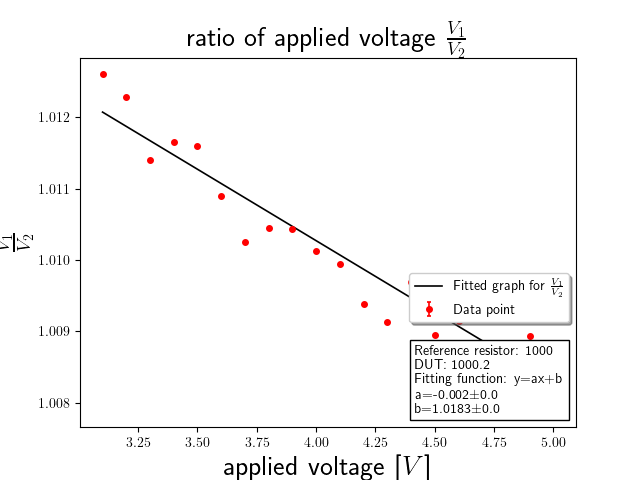 ratio of applied voltage V₁/V₂
1.012
1.011
1.010
1.009
1.008
V₁/V₂
Fitted graph for V₁/V₂
Data point
Reference resistor: 1000
DUT: 1000.2
Fitting function: y=ax+b
a=-0.002±0.0
b=1.0183±0.0
3.25 3.50 3.75 4.00 4.25 4.50 4.75 5.00
applied voltage [V]